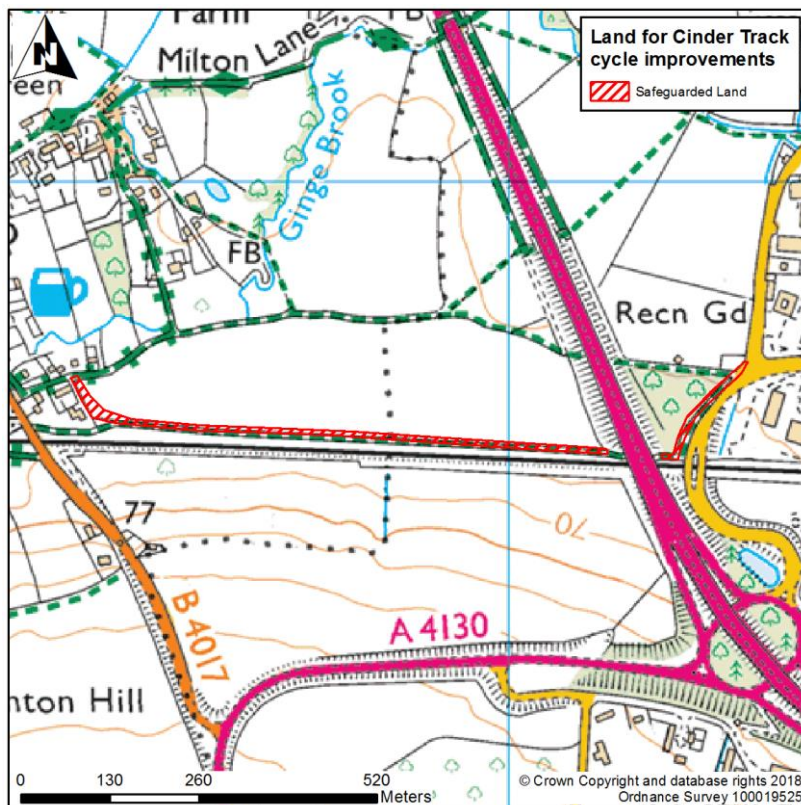 Farm
FB
Land for Cinder Track
cycle improvements
Safeguarded Land
N
Milton Lane
een
Ginge Brook
FB
Recn Gd
77
70
B 4017
A 4130
nton Hill
0 130 260 520
Meters
© Crown Copyright and database rights 2018
Ordnance Survey 100019525